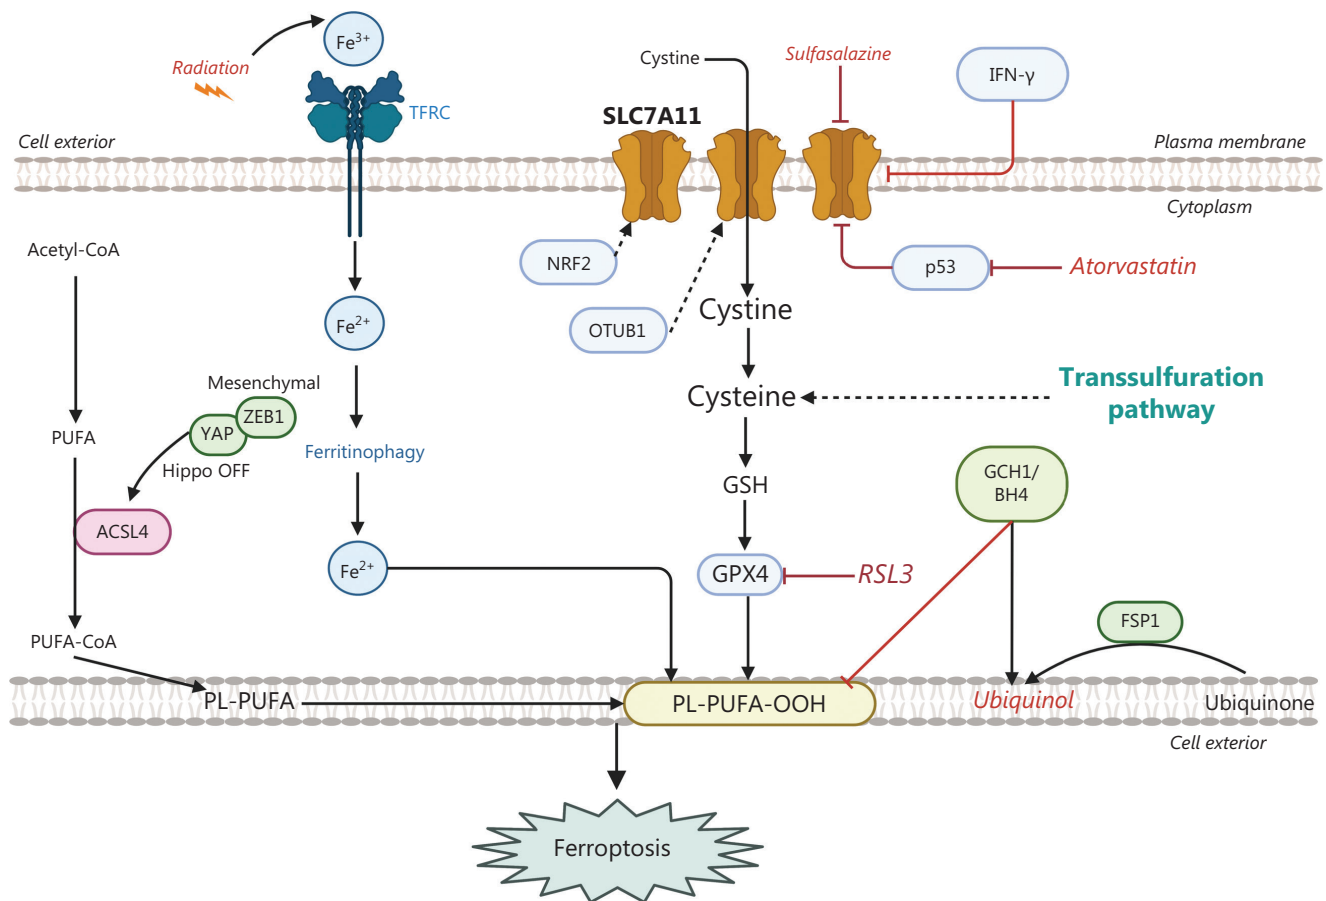 Fe3+
Radiation
TFRC
Cell exterior
Cystine
Sulfasalazine
IFN-γ
SLC7A11
Plasma membrane
Cytoplasm
Acetyl-CoA
NRF2
p53
Atorvastatin
Fe2+
OTUB1
Cystine
Mesenchymal
ZEB1
YAP
Hippo OFF
PUFA
Ferritinophagy
Cysteine
Transsulfuration
pathway
GSH
GCH1/
BH4
ACSL4
Fe2+
GPX4
RSL3
FSP1
PUFA-CoA
PL-PUFA
PL-PUFA-OOH
Ubiquinol
Ubiquinone
Cell exterior
Ferroptosis